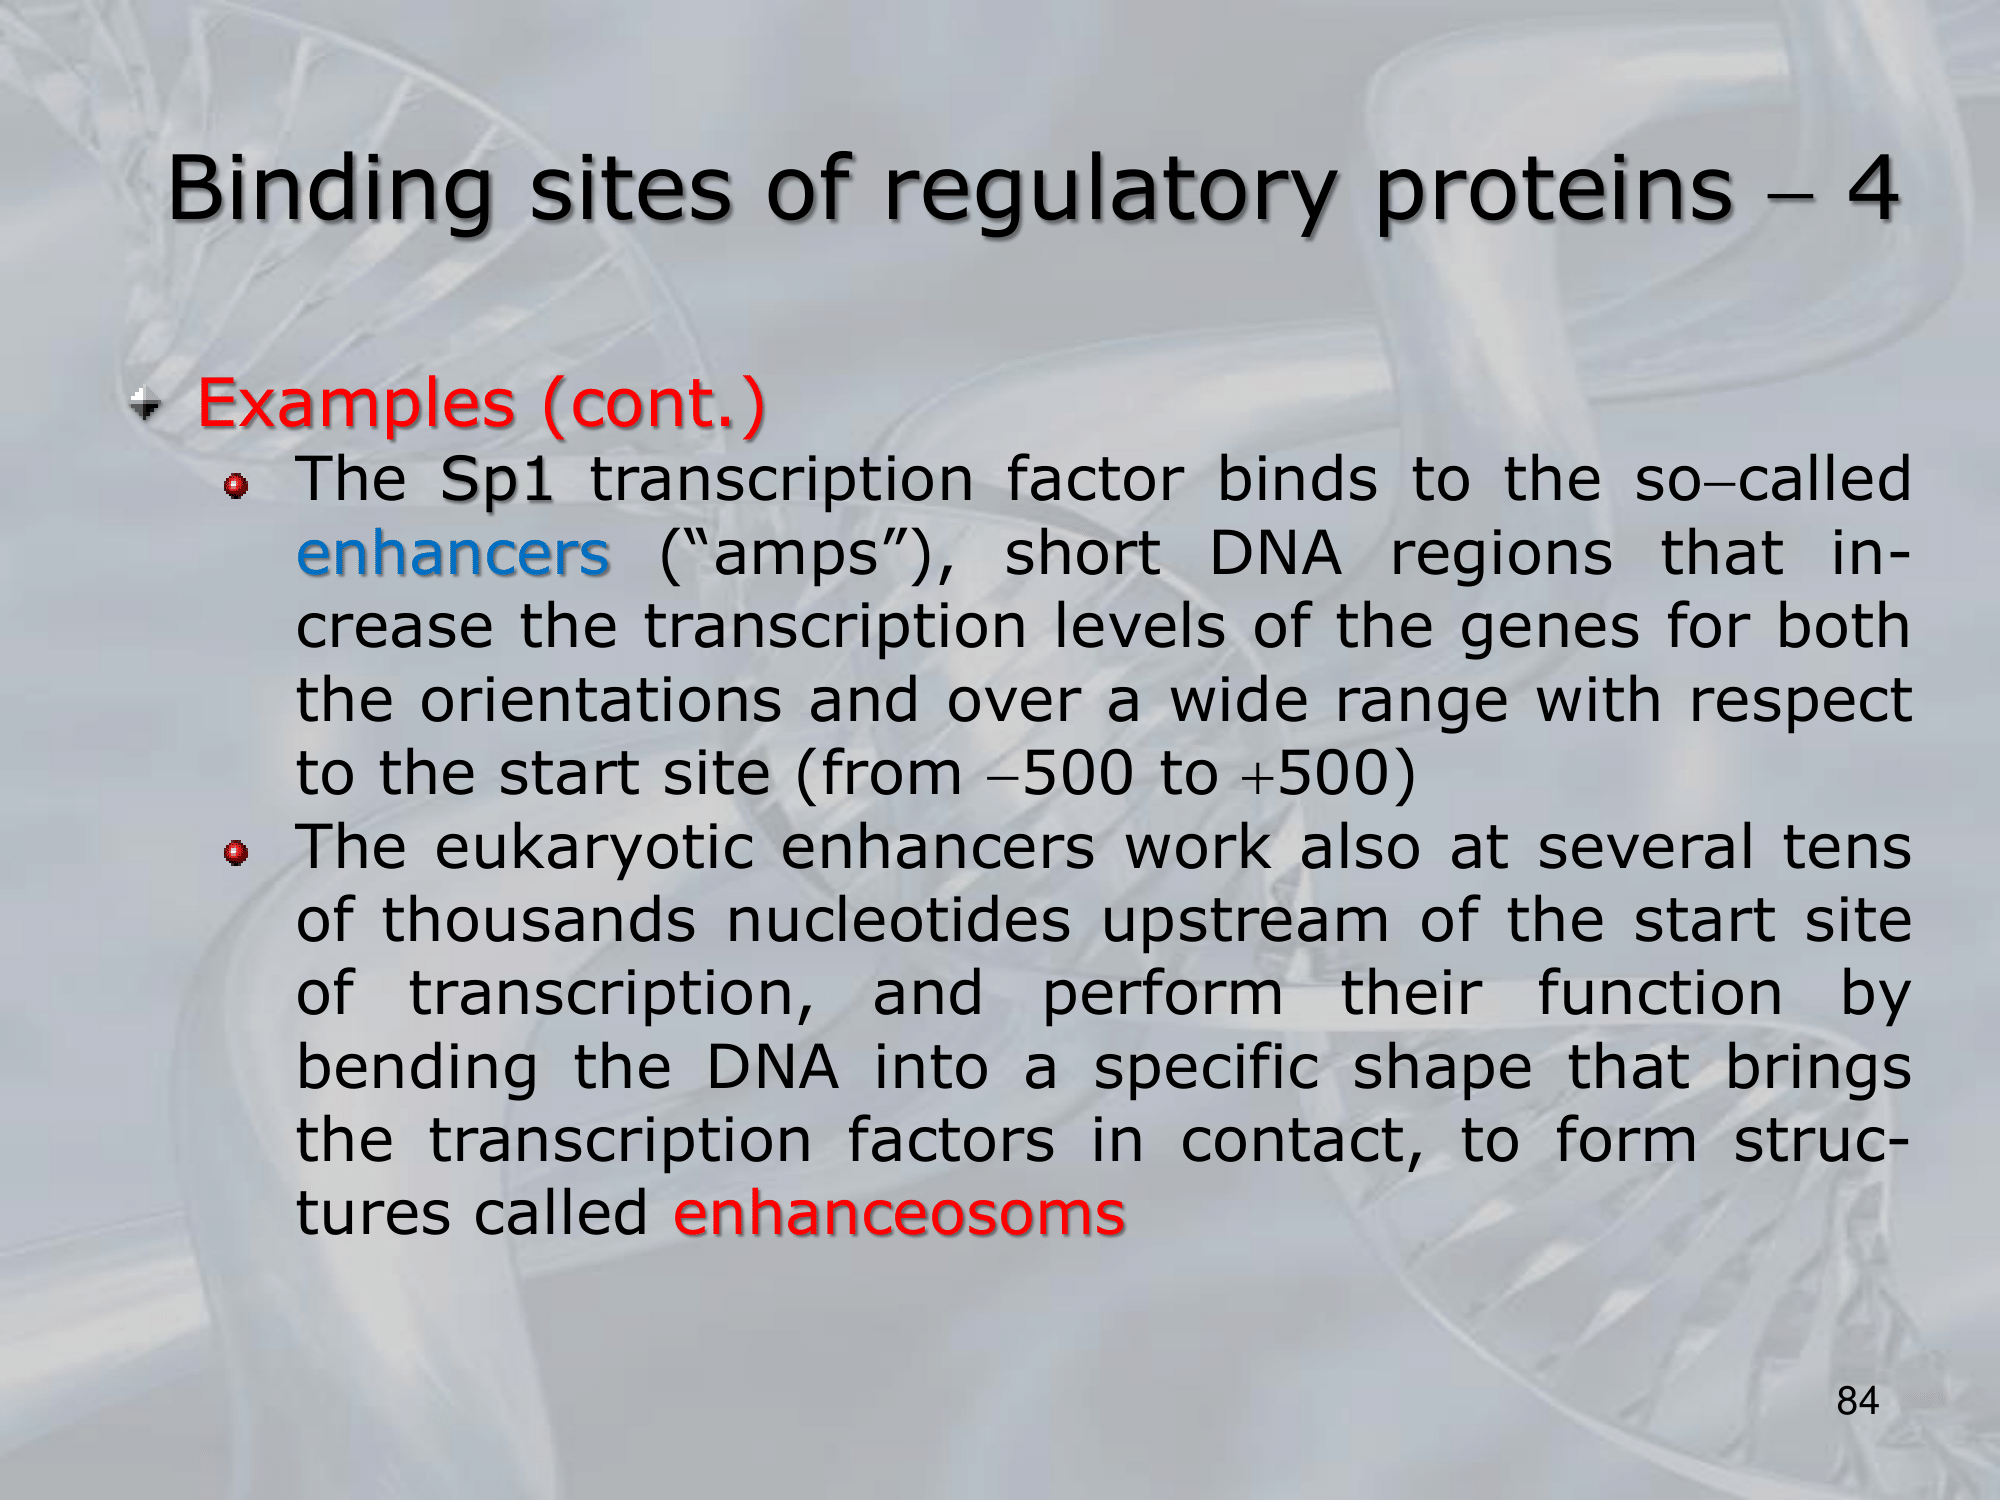 Binding sites of regulatory proteins – 4
Examples (cont.)
The Sp1 transcription factor binds to the so–called
enhancers (“amps”), short DNA regions that in-
crease the transcription levels of the genes for both
the orientations and over a wide range with respect
to the start site (from –500 to +500)
The eukaryotic enhancers work also at several tens
of thousands nucleotides upstream of the start site
of transcription, and perform their function by
bending the DNA into a specific shape that brings
the transcription factors in contact, to form struc-
tures called enhanceosoms
84